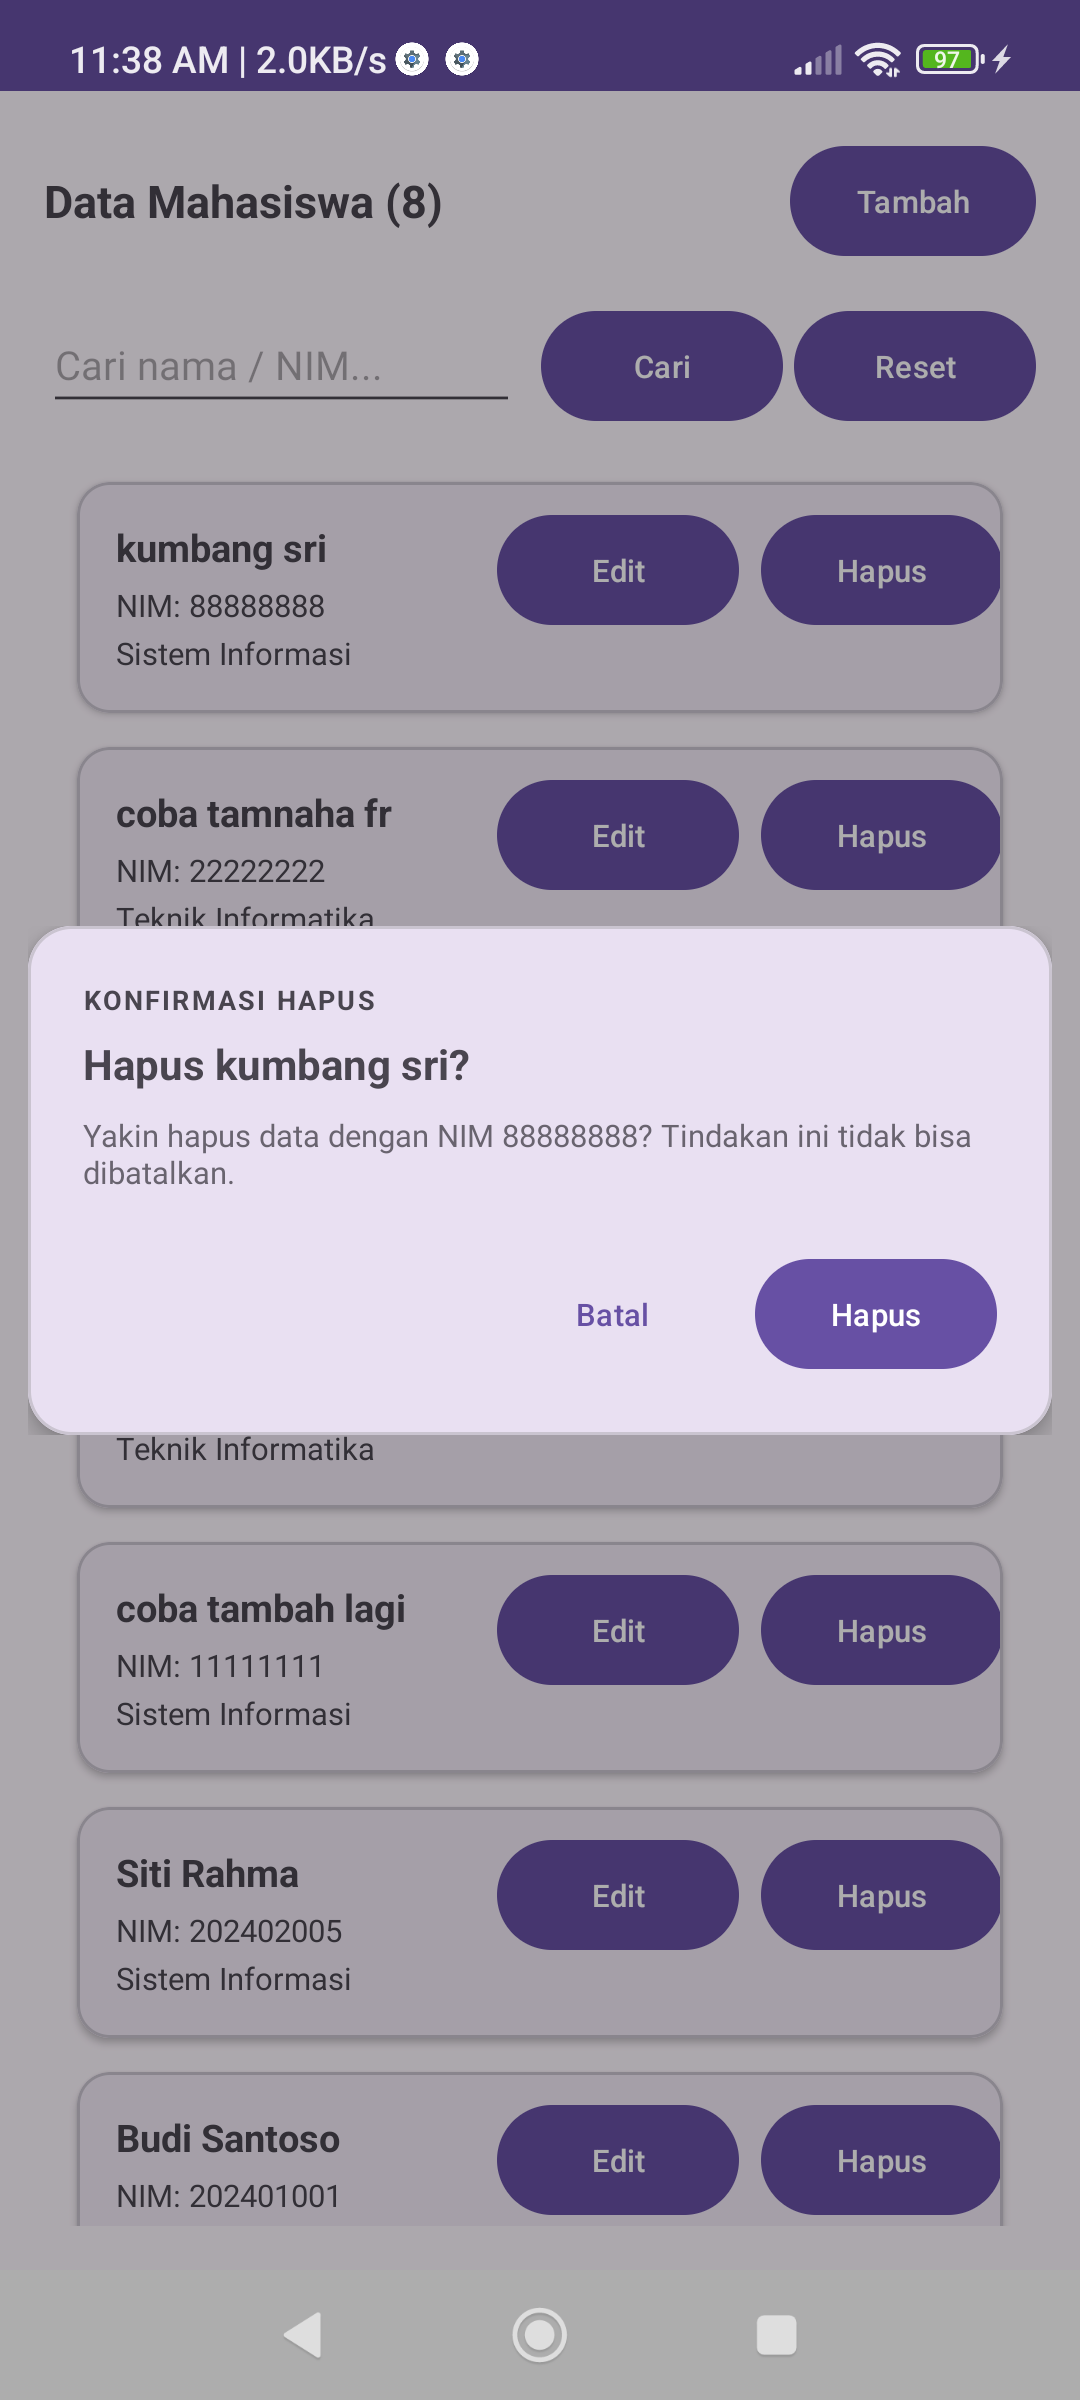 11:38 AM | 2.0KB/s
97
Data Mahasiswa (8)
Tambah
Cari nama / NIM...
Cari
Reset
kumbang sri
Edit
Hapus
NIM: 88888888
Sistem Informasi
coba tamnaha fr
Edit
Hapus
NIM: 22222222
Teknik Informatika
KONFIRMASI HAPUS
Hapus kumbang sri?
Yakin hapus data dengan NIM 88888888? Tindakan ini tidak bisa
dibatalkan.
Batal
Hapus
Teknik Informatika
coba tambah lagi
Edit
Hapus
NIM: 11111111
Sistem Informasi
Siti Rahma
Edit
Hapus
NIM: 202402005
Sistem Informasi
Budi Santoso
Edit
Hapus
NIM: 202401001